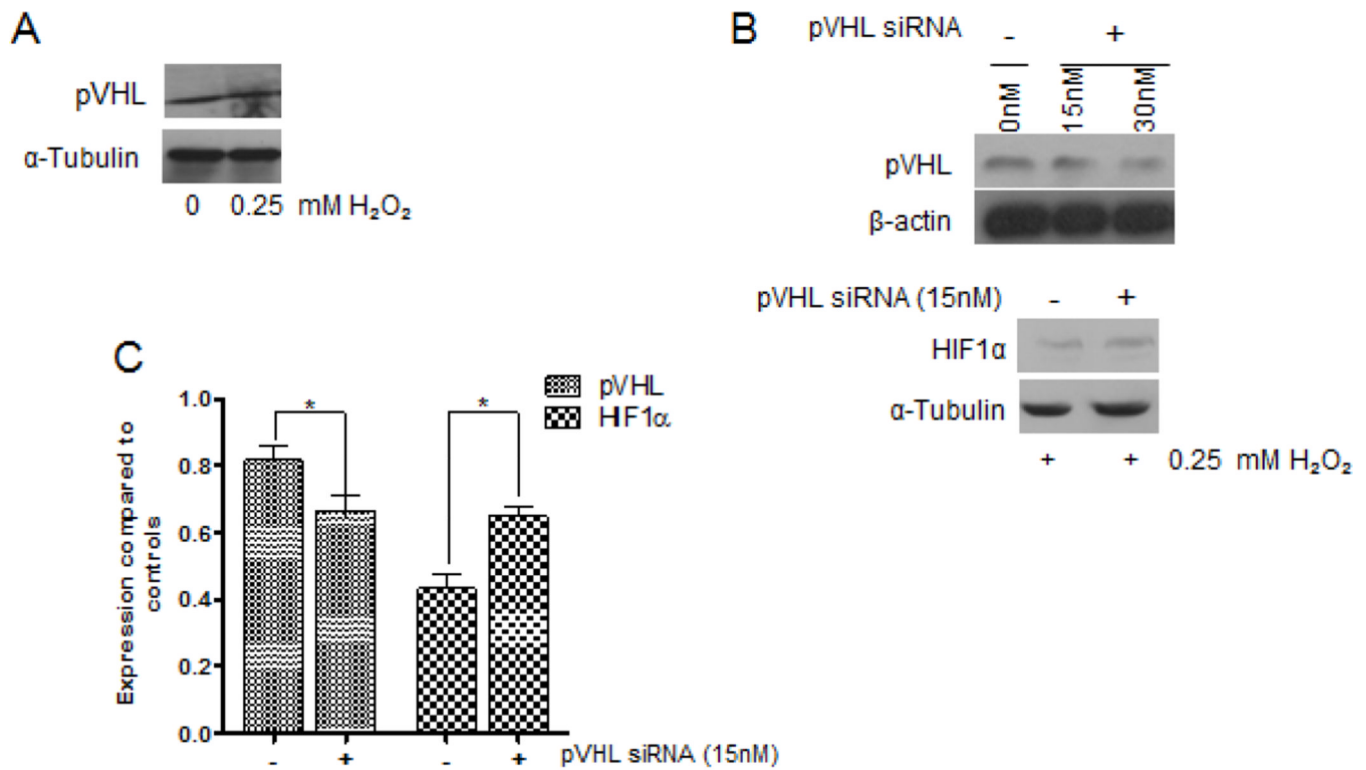 A
pVHL
α-Tubulin
0 0.25 mM H₂O₂
B
pVHL siRNA - +
0nM 15nM 30nM
pVHL
β-actin
pVHL siRNA (15nM) - +
HIF1α
α-Tubulin
+ + 0.25 mM H₂O₂
C
pVHL
HIF1α
Expression compared to
controls
1.0
0.8
0.6
0.4
0.2
0.0
* *
- + - + pVHL siRNA (15nM)